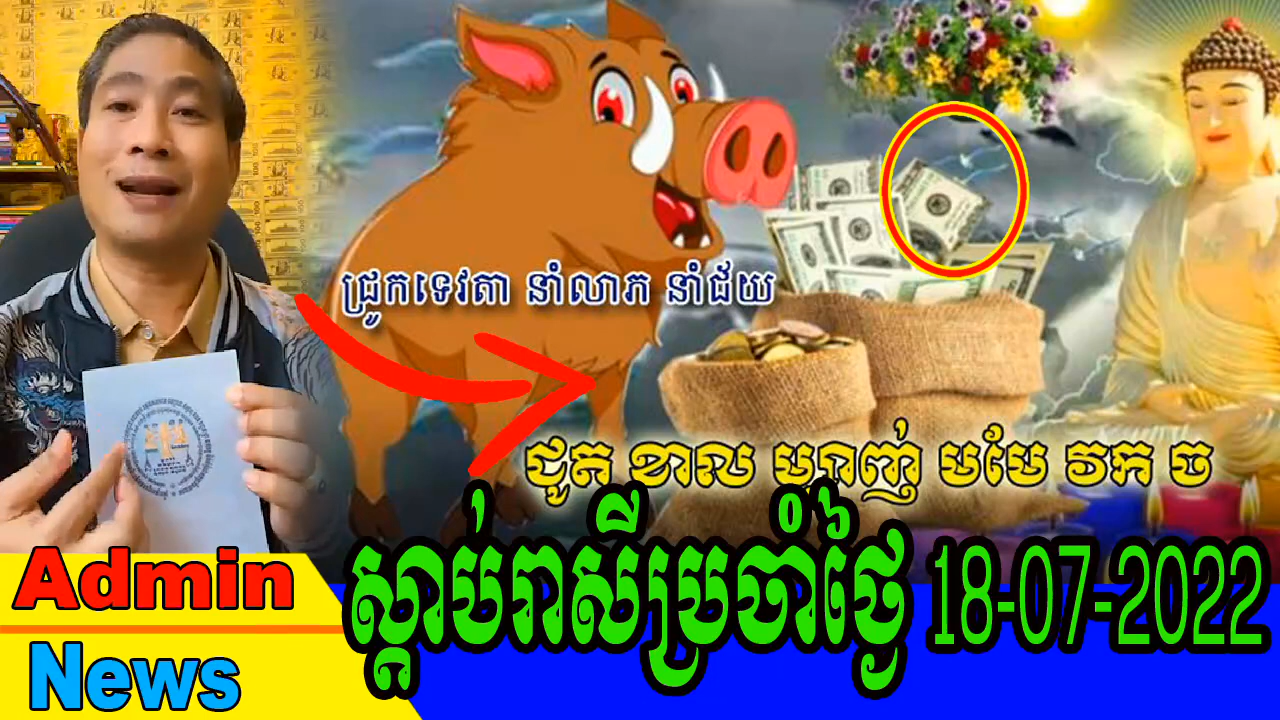 ជ្រូកទេវតា នាំលាភ នាំជ័យ
ជូត ខាល ម្សាញ់ មមែ វក ច
ស្តាប់រាសីប្រចាំថ្ងៃ 18-07-2022
Admin
News